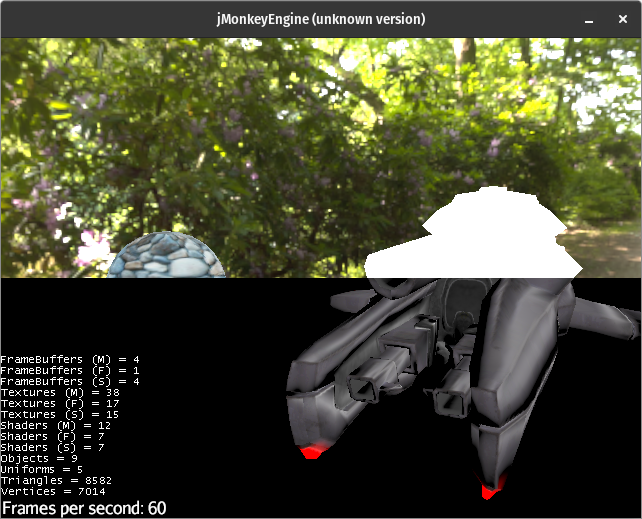 jMonkeyEngine (unknown version)
FrameBuffers (M) = 4
FrameBuffers (F) = 1
FrameBuffers (S) = 4
Textures (M) = 38
Textures (F) = 17
Textures (S) = 15
Shaders (M) = 12
Shaders (F) = 7
Shaders (S) = 7
Objects = 9
Uniforms = 5
Triangles = 8582
Vertices = 7014
Frames per second: 60